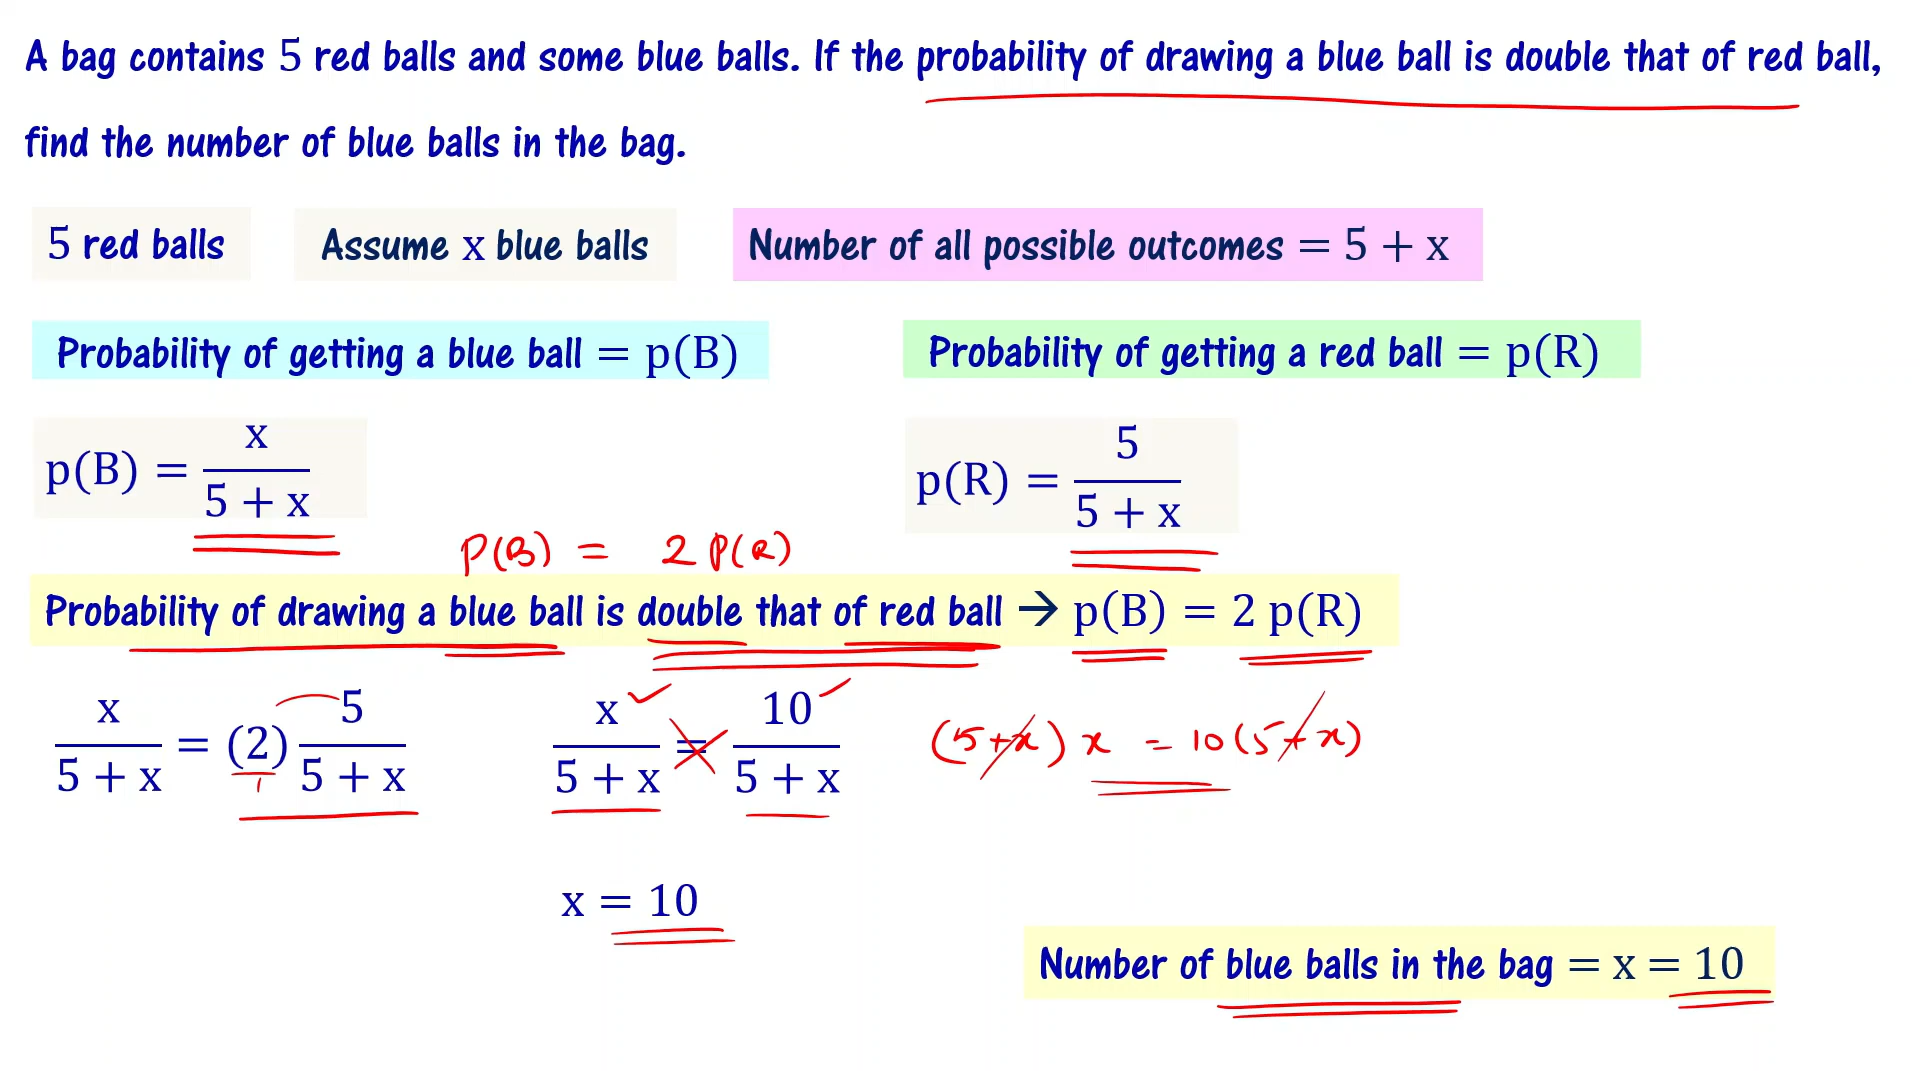 A bag contains 5 red balls and some blue balls. If the probability of drawing a blue ball is double that of red ball,
find the number of blue balls in the bag.
5 red balls
Assume x blue balls
Number of all possible outcomes = 5 + x
Probability of getting a blue ball = p(B)
Probability of getting a red ball = p(R)
p(B) = x / (5 + x)
p(R) = 5 / (5 + x)
P(B) = 2 P(R)
Probability of drawing a blue ball is double that of red ball → p(B) = 2 p(R)
x / (5 + x) = (2) 5 / (5 + x)
x / (5 + x) = 10 / (5 + x)
(5+x) x = 10 (5+x)
x = 10
Number of blue balls in the bag = x = 10